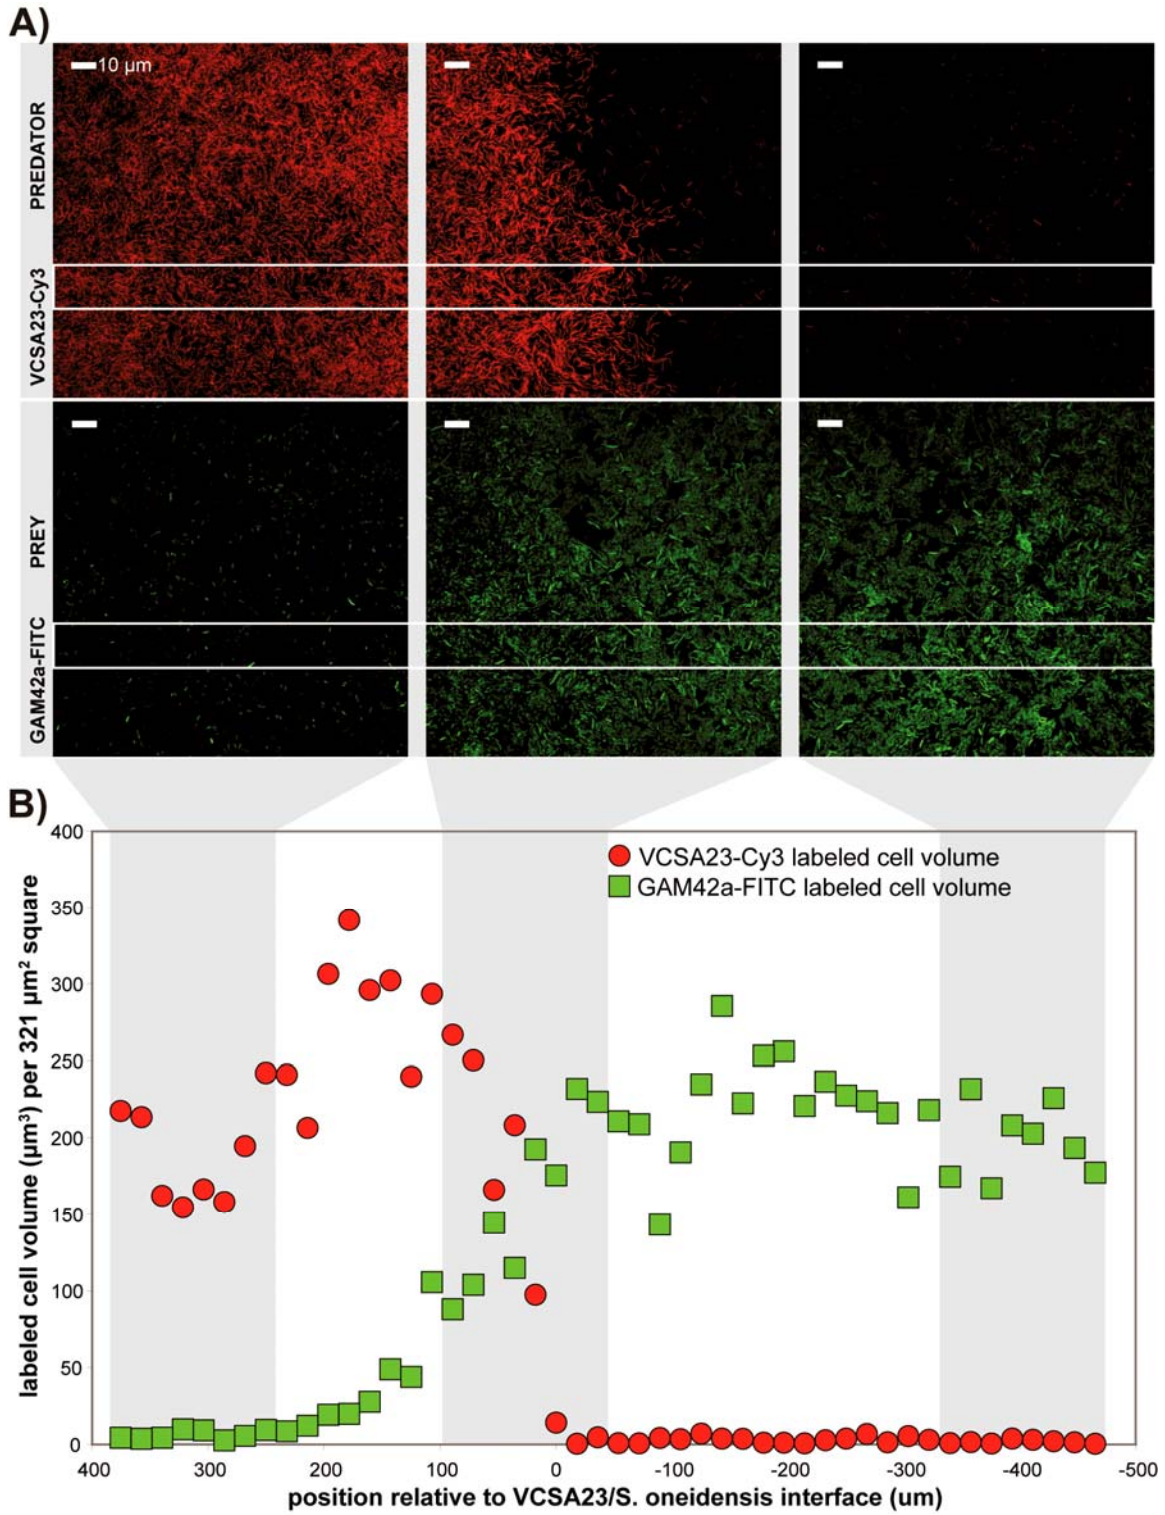 A)
10 µm
PREDATOR
VCSA23-Cy3
PREY
GAM42a-FITC
B)
labeled cell volume (µm³) per 321 µm² square
400
350
300
250
200
150
100
50
0
VCSA23-Cy3 labeled cell volume
GAM42a-FITC labeled cell volume
400 300 200 100 0 -100 -200 -300 -400 -500
position relative to VCSA23/S. oneidensis interface (um)